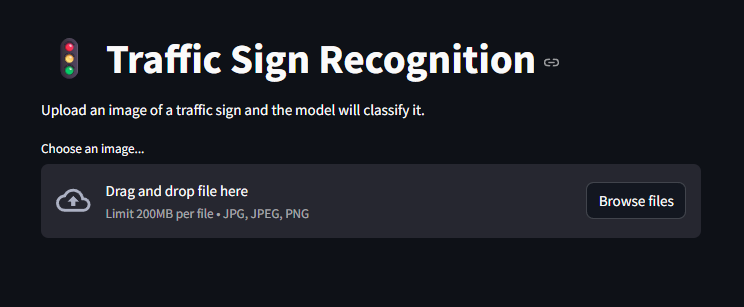 Traffic Sign Recognition
Upload an image of a traffic sign and the model will classify it.
Choose an image...
Drag and drop file here
Limit 200MB per file • JPG, JPEG, PNG
Browse files